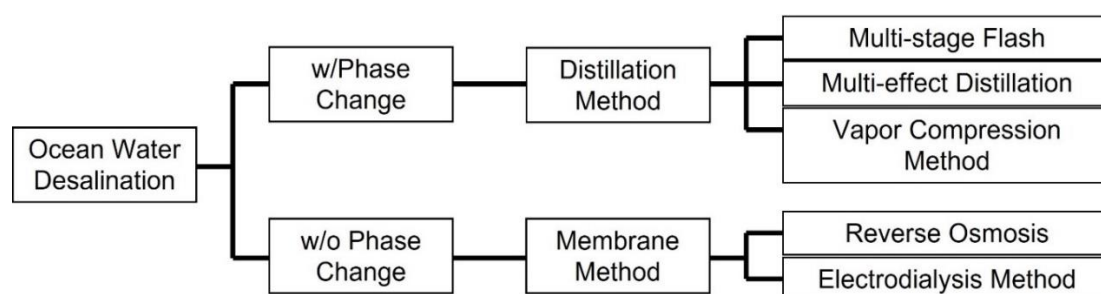 Ocean Water
Desalination
w/Phase
Change
Distillation
Method
Multi-stage Flash
Multi-effect Distillation
Vapor Compression
Method
w/o Phase
Change
Membrane
Method
Reverse Osmosis
Electrodialysis Method